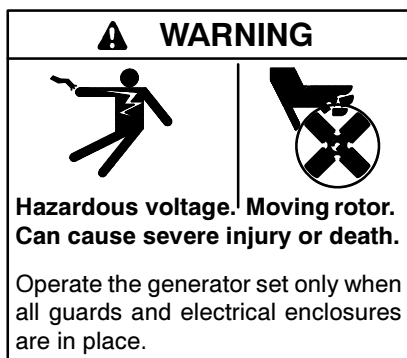 WARNING
Hazardous voltage. Moving rotor.
Can cause severe injury or death.
Operate the generator set only when
all guards and electrical enclosures
are in place.